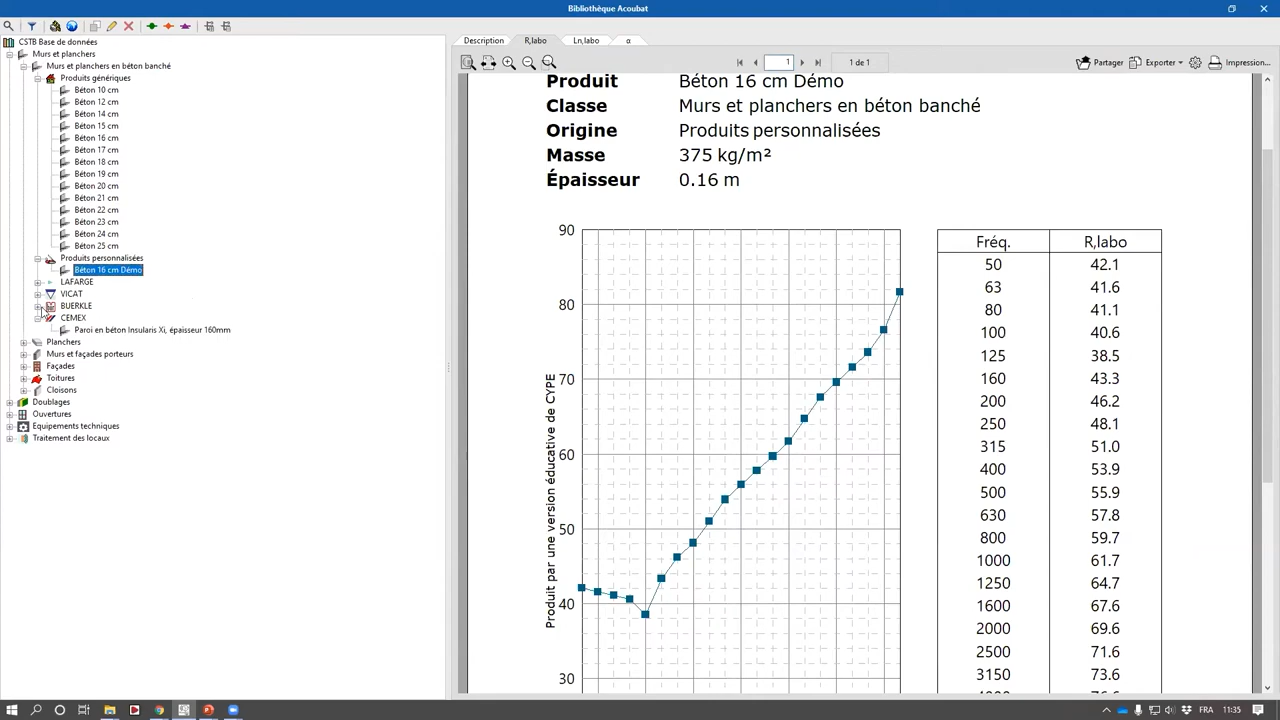 Bibliothèque Acoubat
CSTB Base de données
Murs et planchers
Murs et planchers en béton banché
Produits génériques
Béton 10 cm
Béton 12 cm
Béton 14 cm
Béton 15 cm
Béton 16 cm
Béton 17 cm
Béton 18 cm
Béton 19 cm
Béton 20 cm
Béton 21 cm
Béton 22 cm
Béton 23 cm
Béton 24 cm
Béton 25 cm
Produits personnalisées
Béton 16 cm Démo
LAFARGE
VICAT
BUERKLE
CEMEX
Paroi en béton Insularis Xi, épaisseur 160mm
Planchers
Murs et façades porteurs
Façades
Toitures
Cloisons
Doublages
Ouvertures
Equipements techniques
Traitement des locaux
Description R,labo Ln,labo α
1 1 de 1 Partager Exporter Impression...
Produit Béton 16 cm Démo
Classe Murs et planchers en béton banché
Origine Produits personnalisées
Masse 375 kg/m²
Épaisseur 0.16 m
90
80
70
60
50
40
30
Produit par une version éducative de CYPE
Fréq. R,labo
50 42.1
63 41.6
80 41.1
100 40.6
125 38.5
160 43.3
200 46.2
250 48.1
315 51.0
400 53.9
500 55.9
630 57.8
800 59.7
1000 61.7
1250 64.7
1600 67.6
2000 69.6
2500 71.6
3150 73.6
FRA 11:35